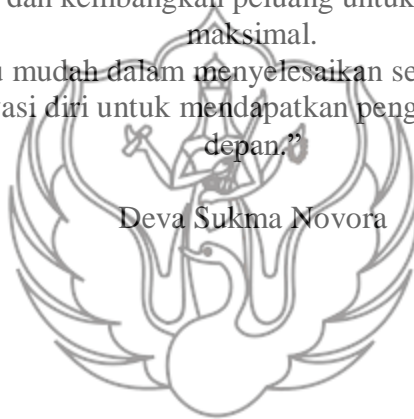 dan kembangkan peluang untuk
maksimal.
mudah dalam menyelesaikan se
asi diri untuk mendapatkan peng
depan.”
Deva Sukma Novora